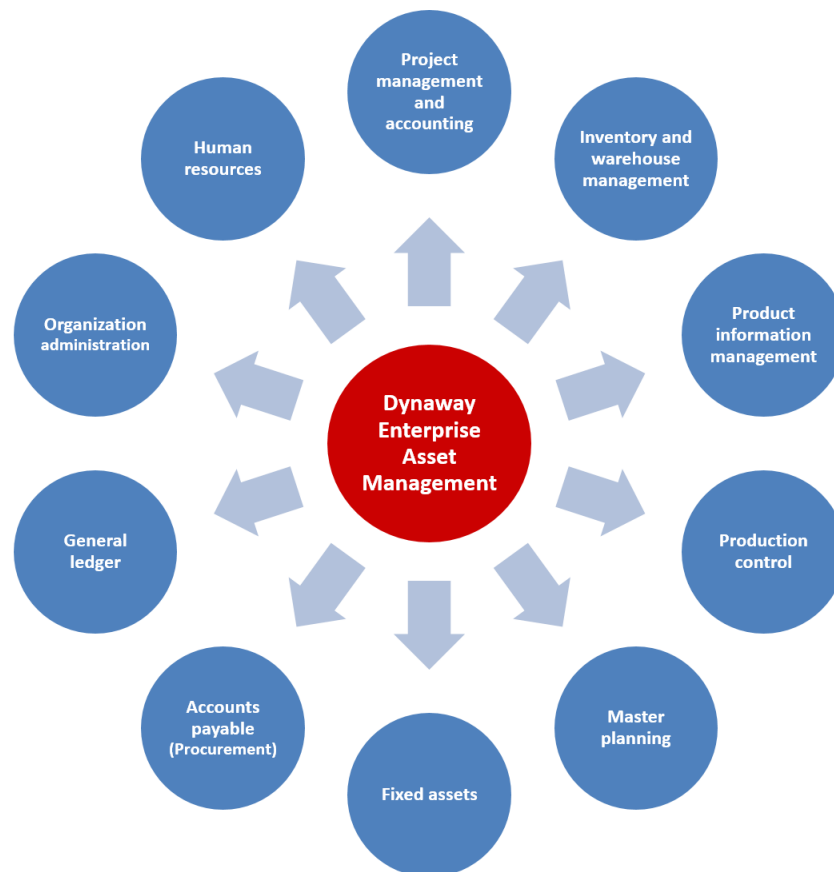 Project
management
and
accounting
Inventory and
warehouse
management
Product
information
management
Production
control
Master
planning
Fixed assets
Accounts
payable
(Procurement)
General
ledger
Organization
administration
Human
resources
Dynaway
Enterprise
Asset
Management